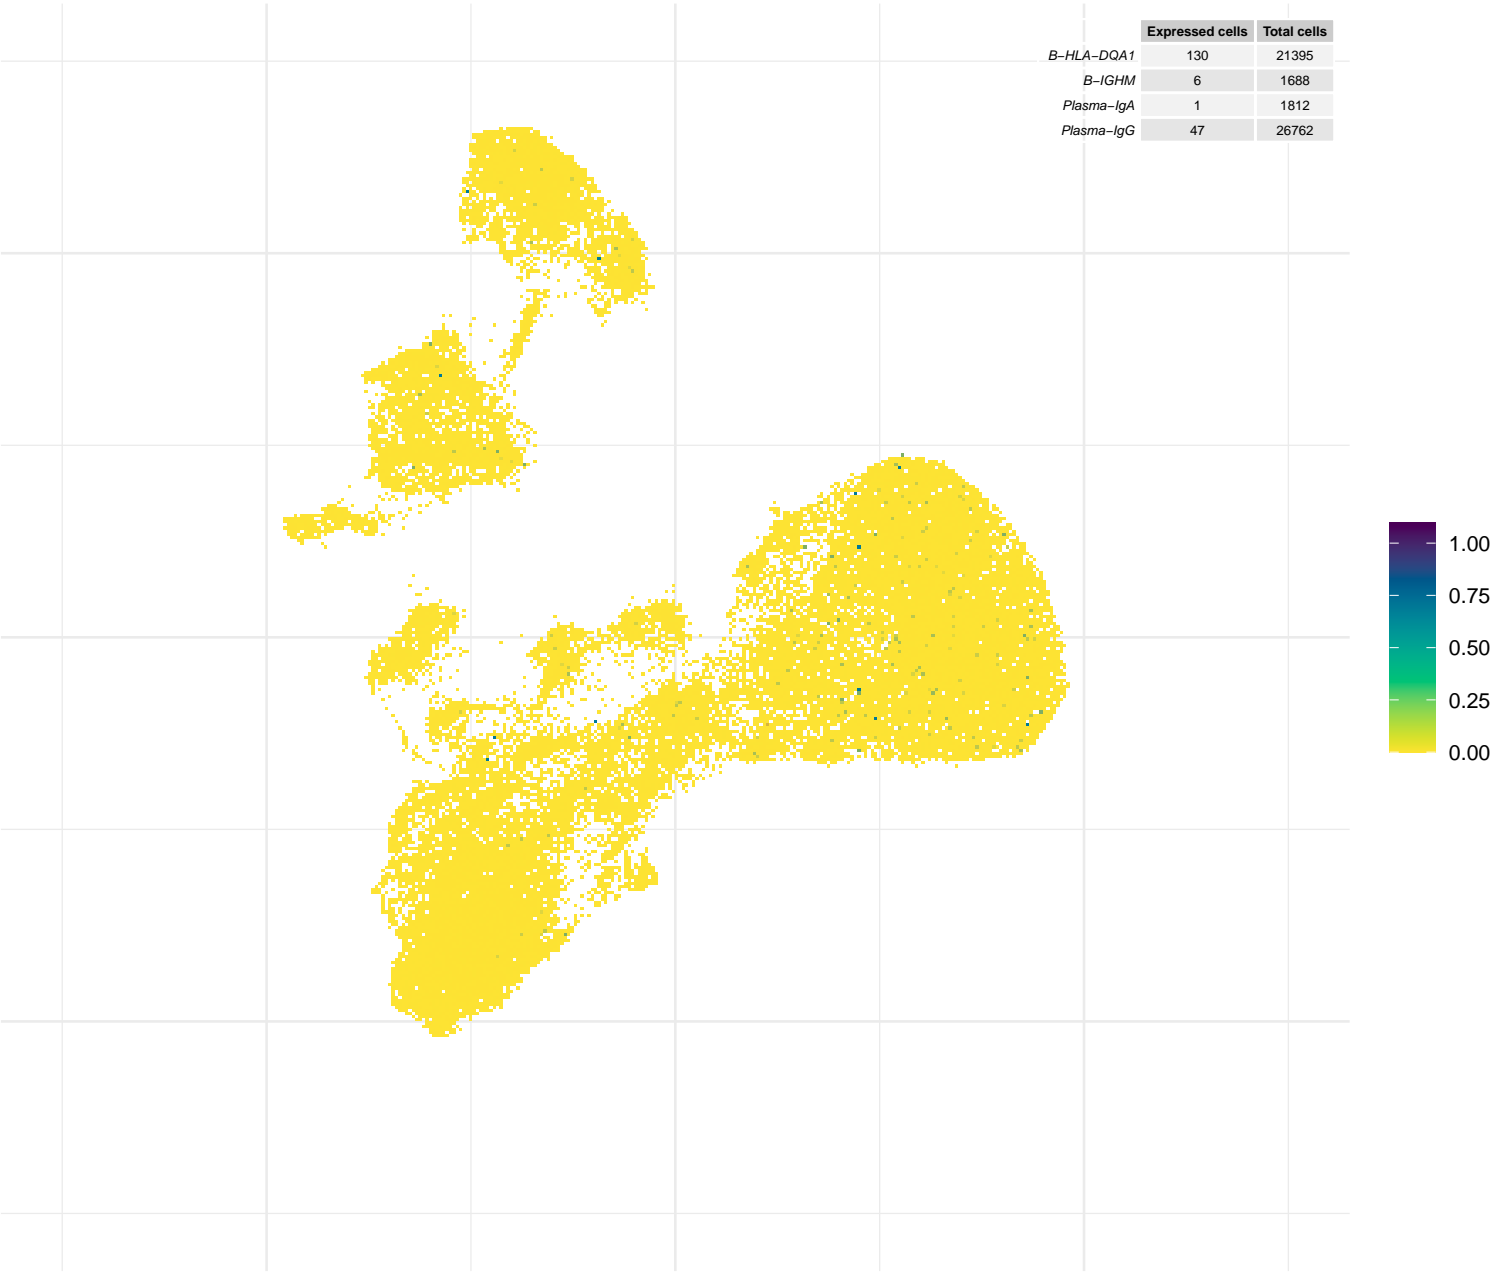 Expressed cells Total cells
B−HLA−DQA1 130 21395
B−IGHM 6 1688
Plasma−IgA 1 1812
Plasma−IgG 47 26762
1.00
0.75
0.50
0.25
0.00